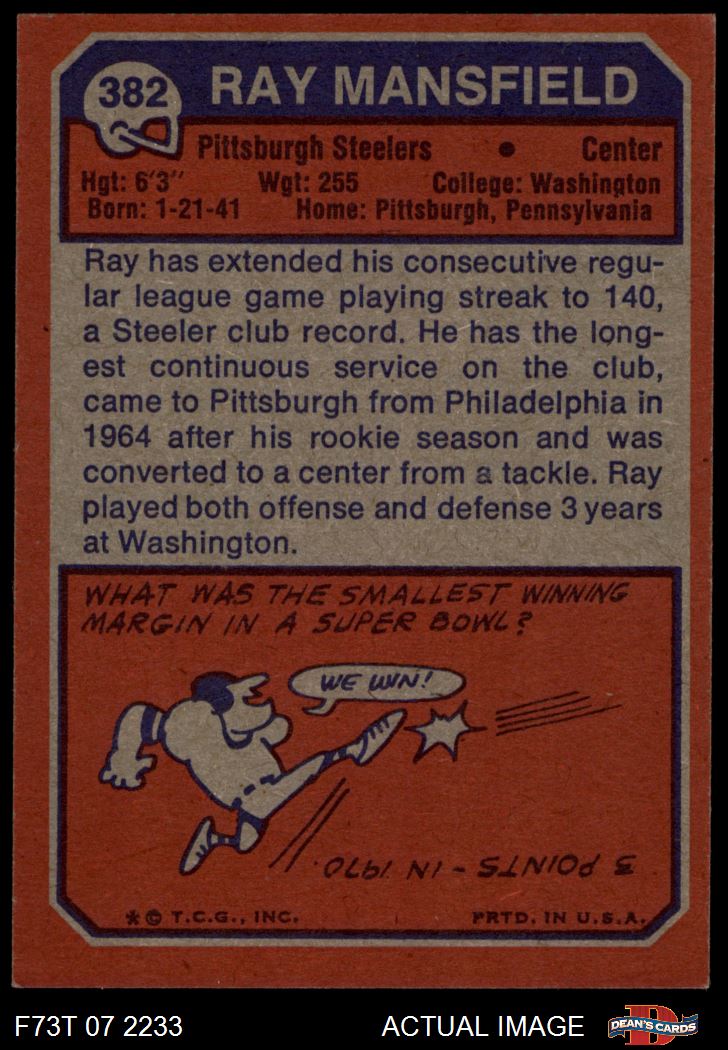 382 RAY MANSFIELD
Pittsburgh Steelers • Center
Hgt: 6'3" Wgt: 255 College: Washington
Born: 1-21-41 Home: Pittsburgh, Pennsylvania
Ray has extended his consecutive regu-
lar league game playing streak to 140,
a Steeler club record. He has the long-
est continuous service on the club,
came to Pittsburgh from Philadelphia in
1964 after his rookie season and was
converted to a center from a tackle. Ray
played both offense and defense 3 years
at Washington.
WHAT WAS THE SMALLEST WINNING
MARGIN IN A SUPER BOWL?
WE WIN!
3 POINTS - IN 1970.
* © T.C.G., INC. PRTD. IN U.S.A.
F73T 07 2233 ACTUAL IMAGE D DEAN'S CARDS